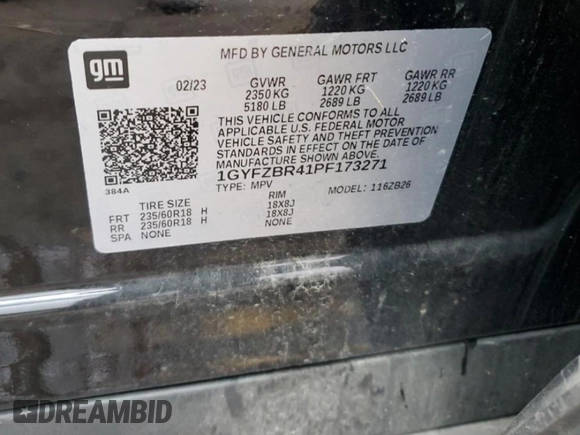 gm
MFD BY GENERAL MOTORS LLC
02/23 GVWR GAWR FRT GAWR RR
2350 KG 1220 KG 1220 KG
5180 LB 2689 LB 2689 LB
THIS VEHICLE CONFORMS TO ALL
APPLICABLE U.S. FEDERAL MOTOR
VEHICLE SAFETY AND THEFT PREVENTION
STANDARDS IN EFFECT ON THE DATE OF
MANUFACTURE SHOWN ABOVE.
1GYFZBR41PF173271
384A TYPE: MPV MODEL: 116ZB26
TIRE SIZE RIM
FRT 235/60R18 H 18X8J
RR 235/60R18 H 18X8J
SPA NONE NONE
DREAMBID